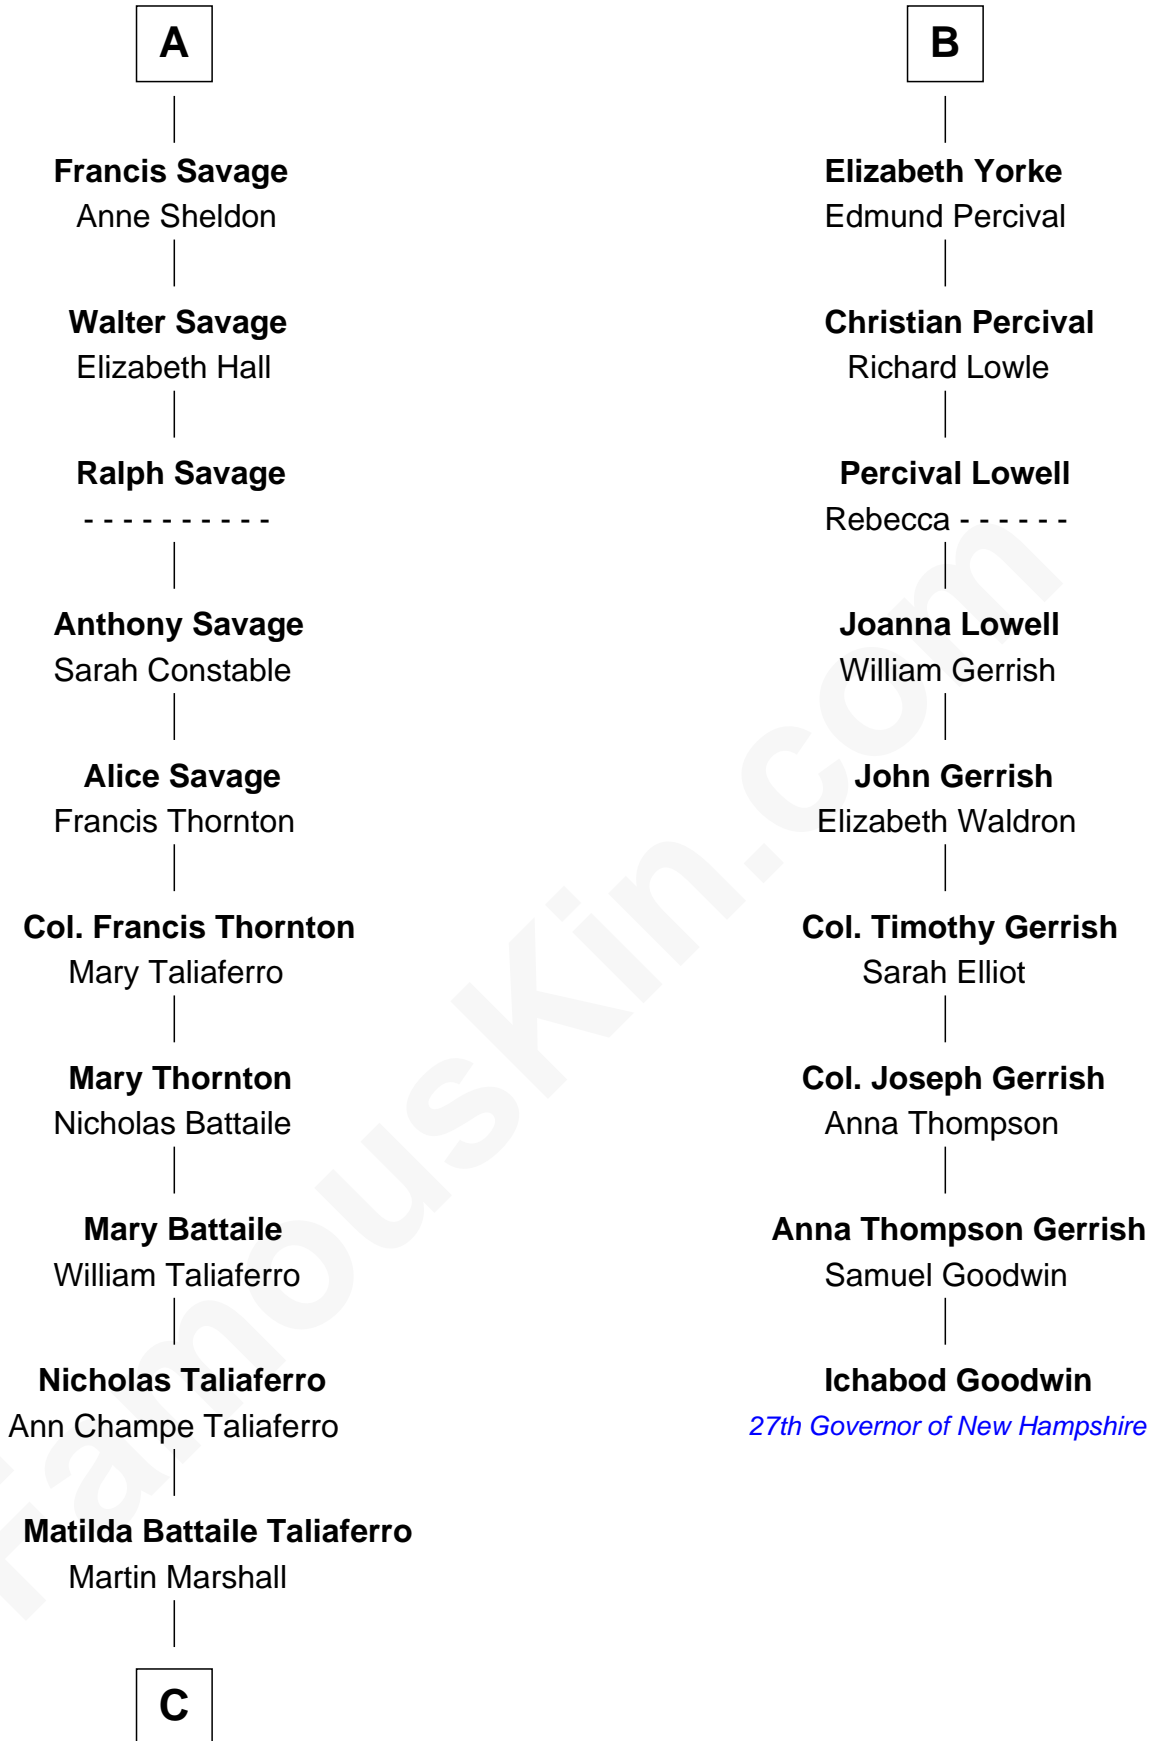 A
Francis Savage
Anne Sheldon
Walter Savage
Elizabeth Hall
Ralph Savage
- - - - - - - - - -
Anthony Savage
Sarah Constable
Alice Savage
Francis Thornton
Col. Francis Thornton
Mary Taliaferro
Mary Thornton
Nicholas Battaile
Mary Battaile
William Taliaferro
Nicholas Taliaferro
Ann Champe Taliaferro
Matilda Battaile Taliaferro
Martin Marshall
C
B
Elizabeth Yorke
Edmund Percival
Christian Percival
Richard Lowle
Percival Lowell
Rebecca - - - - - -
Joanna Lowell
William Gerrish
John Gerrish
Elizabeth Waldron
Col. Timothy Gerrish
Sarah Elliot
Col. Joseph Gerrish
Anna Thompson
Anna Thompson Gerrish
Samuel Goodwin
Ichabod Goodwin
27th Governor of New Hampshire
FamousKin.com